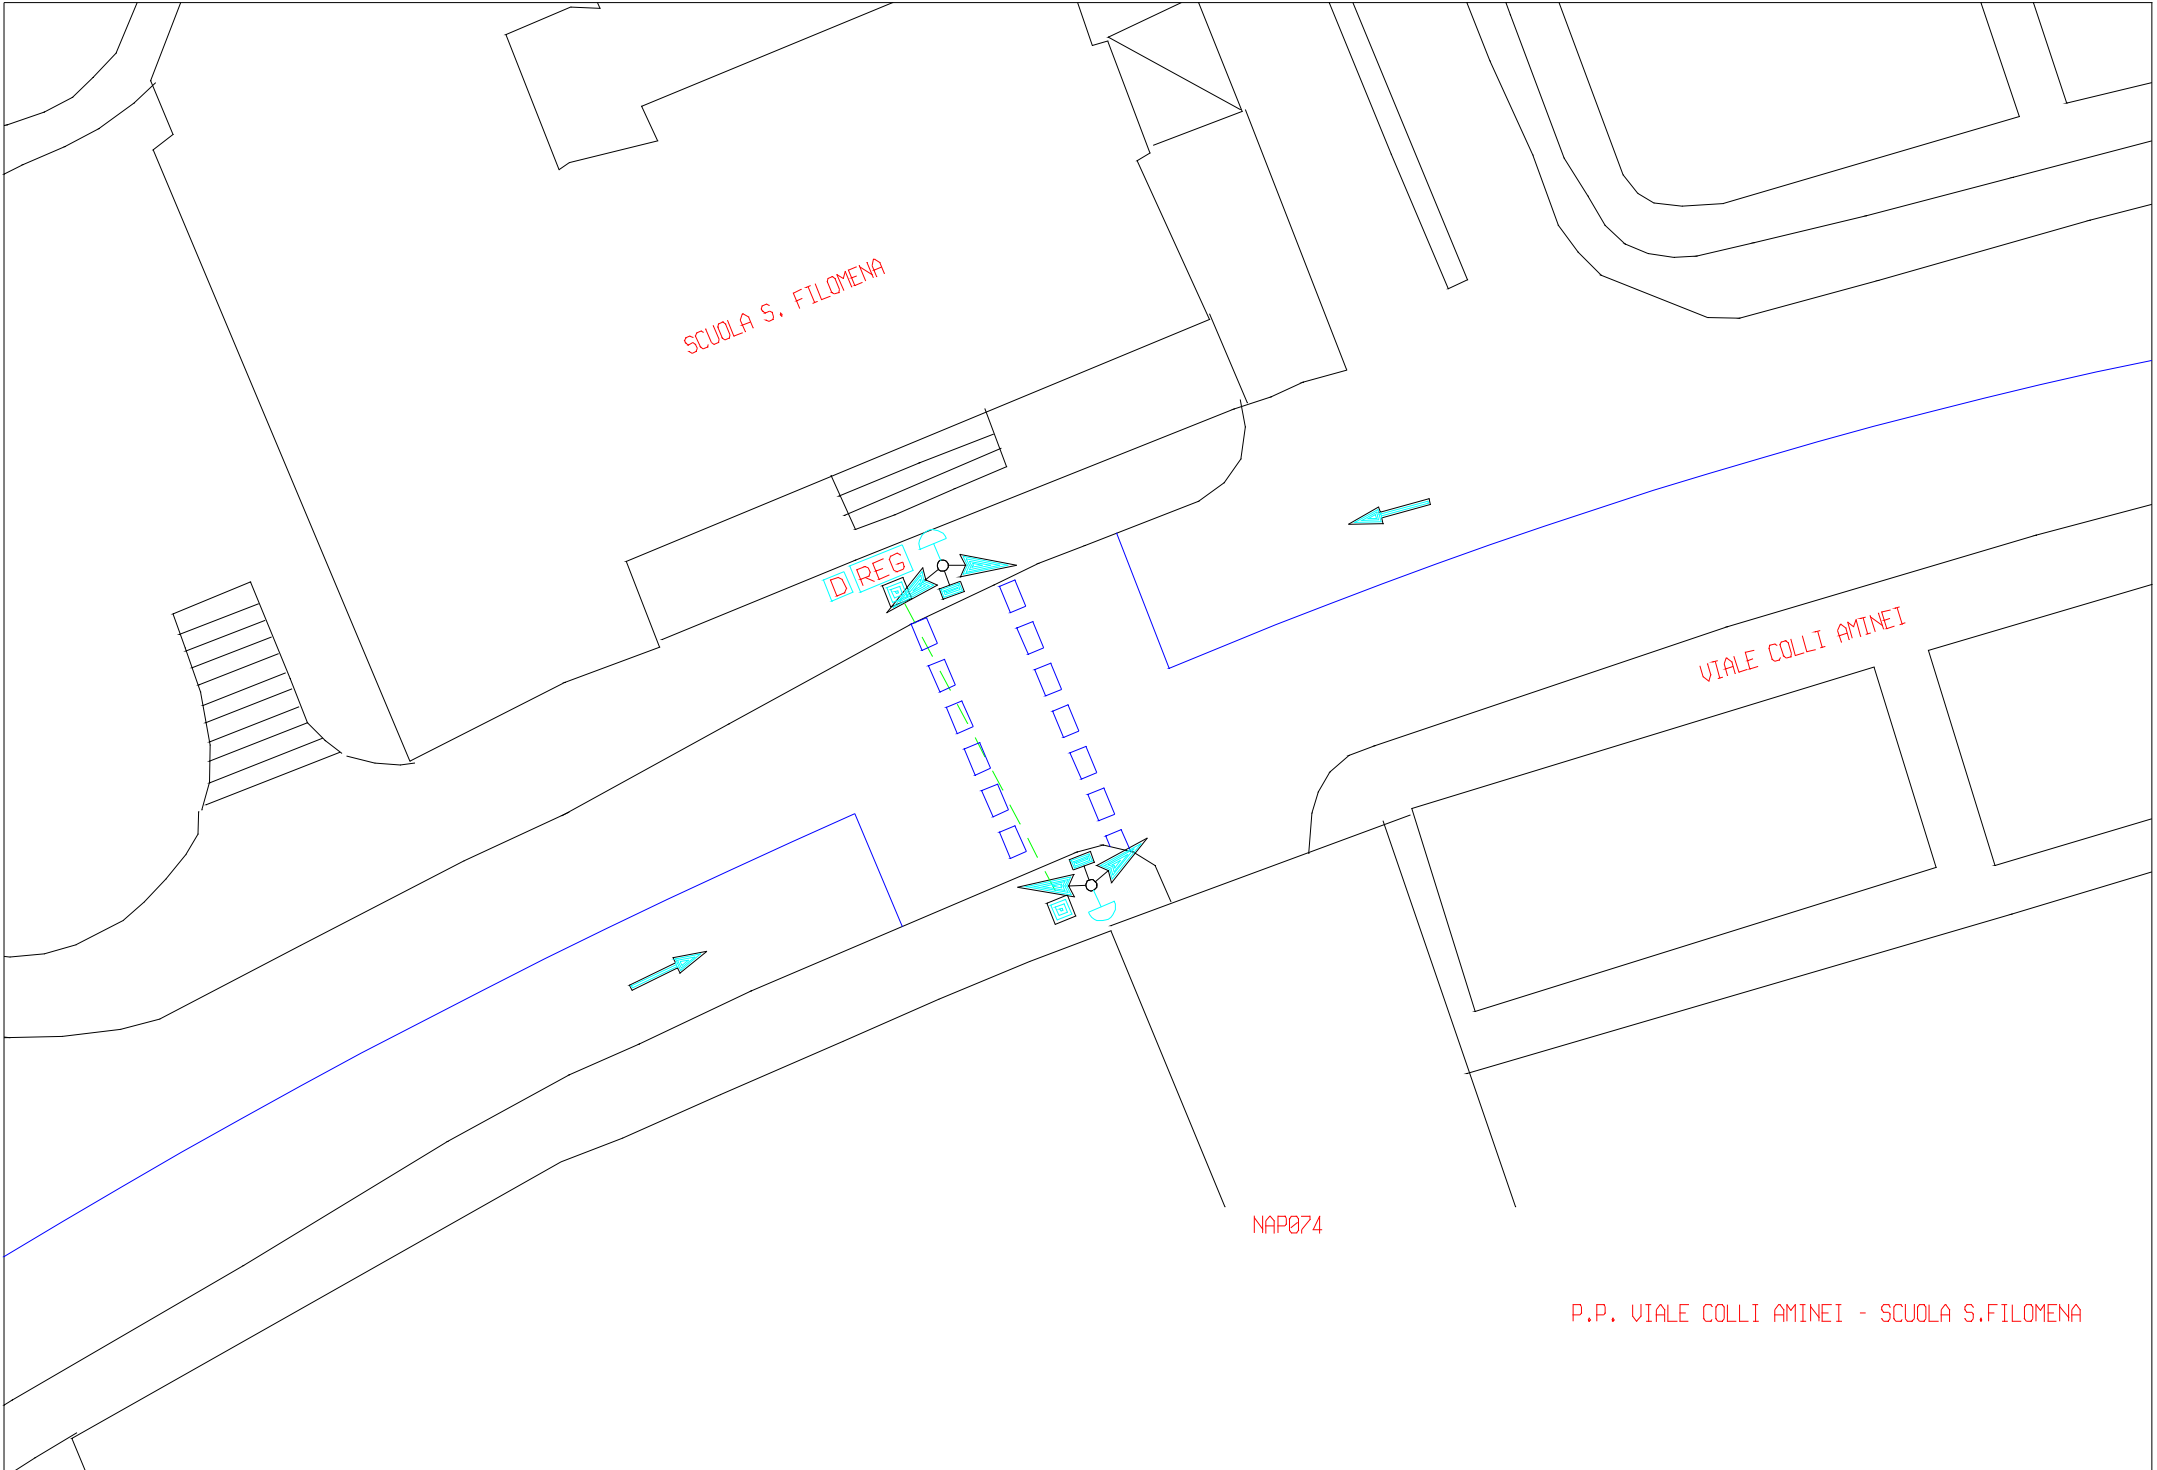 SCUOLA S. FILOMENA
D REG
VIALE COLLI AMINEI
NAP074
P.P. VIALE COLLI AMINEI - SCUOLA S.FILOMENA